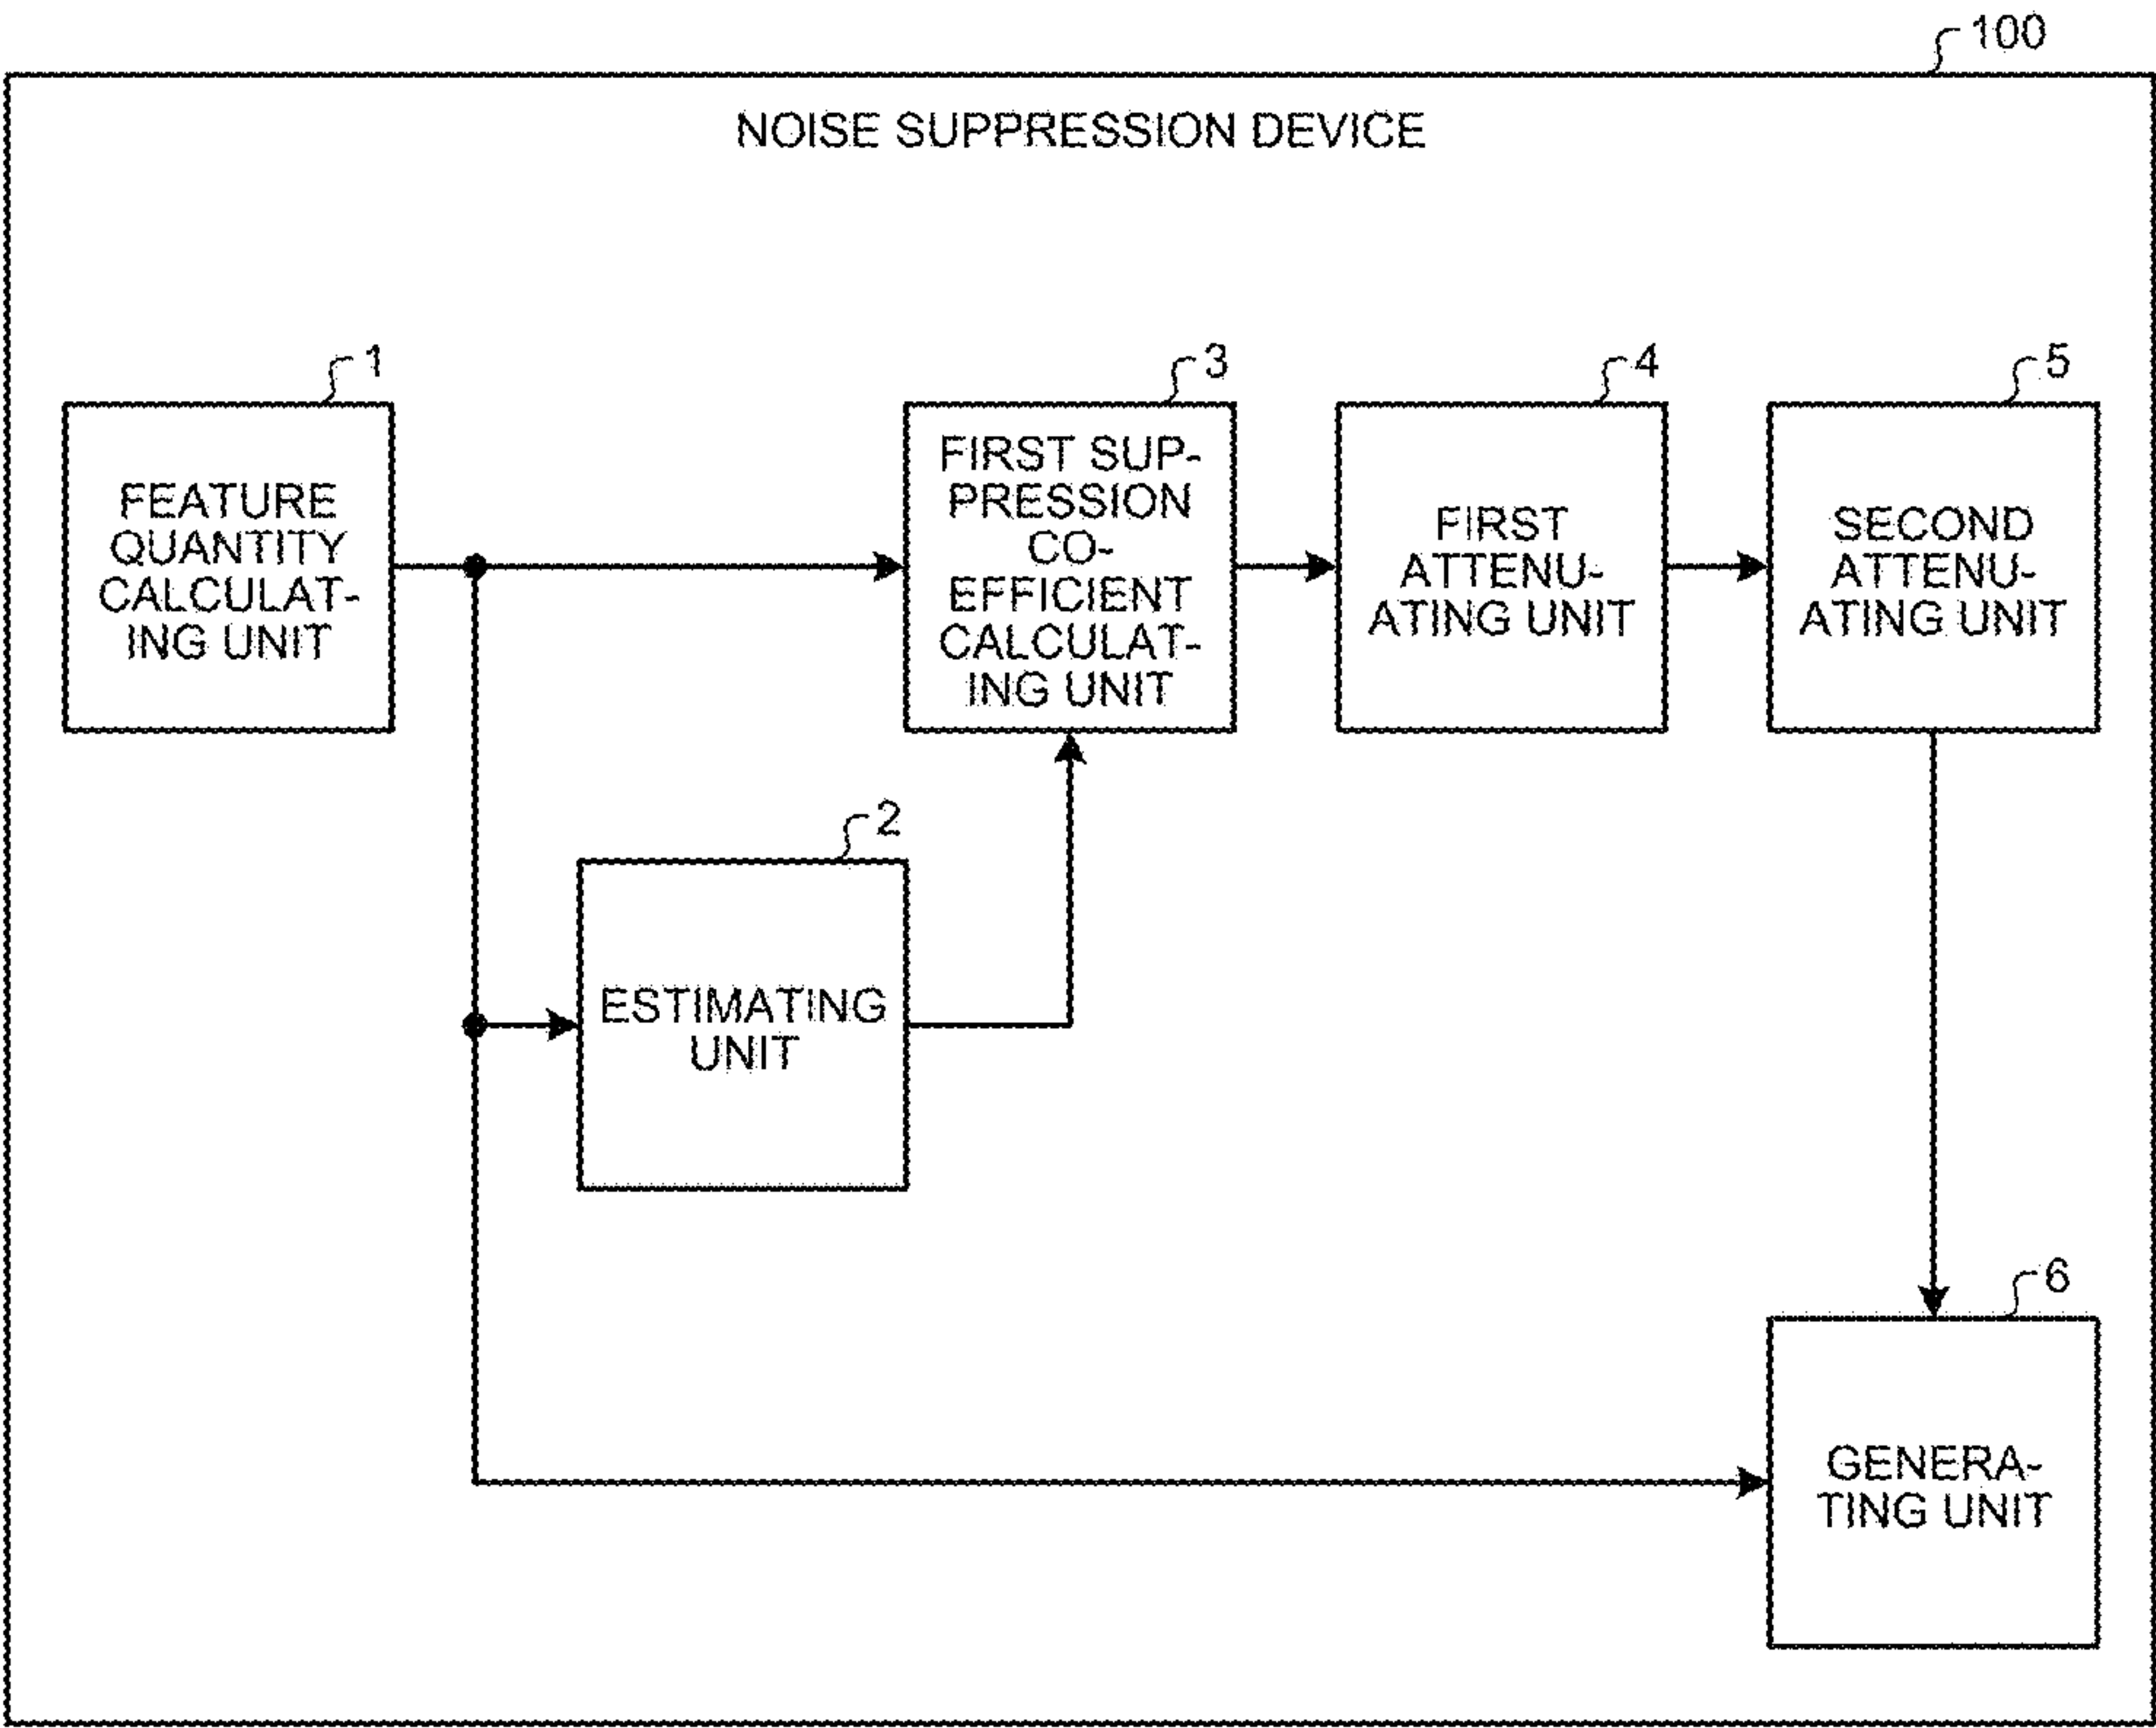 100
NOISE SUPPRESSION DEVICE
1
FEATURE
QUANTITY
CALCULAT-
ING UNIT
3
FIRST SUP-
PRESSION
CO-
EFFICIENT
CALCULAT-
ING UNIT
4
FIRST
ATTENU-
ATING UNIT
5
SECOND
ATTENU-
ATING UNIT
2
ESTIMATING
UNIT
6
GENERA-
TING UNIT